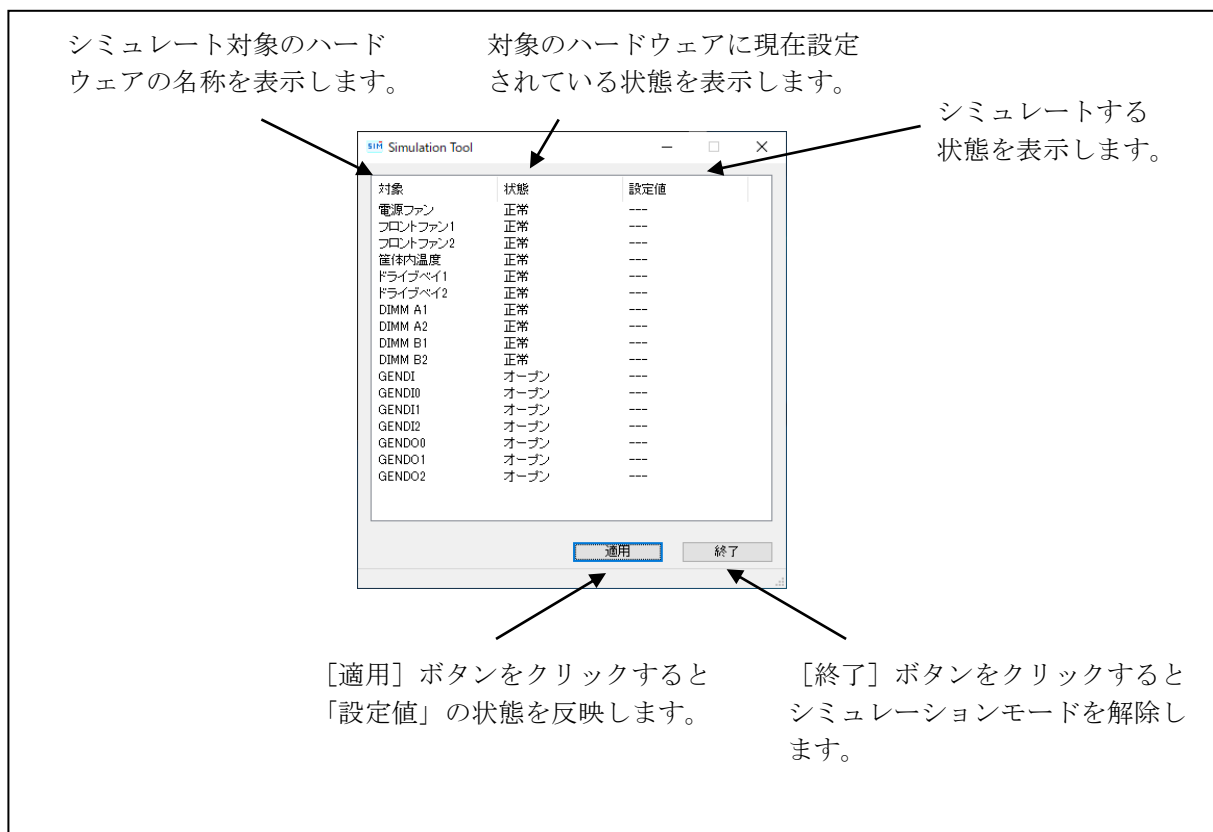 シミュレート対象のハード
ウェアの名称を表示します。
対象のハードウェアに現在設定
されている状態を表示します。
シミュレートする
状態を表示します。
SIM Simulation Tool
対象 状態 設定値
電源ファン 正常 ---
フロントファン1 正常 ---
フロントファン2 正常 ---
筐体内温度 正常 ---
ドライブベイ1 正常 ---
ドライブベイ2 正常 ---
DIMM A1 正常 ---
DIMM A2 正常 ---
DIMM B1 正常 ---
DIMM B2 正常 ---
GENDI オープン ---
GENDI0 オープン ---
GENDI1 オープン ---
GENDI2 オープン ---
GENDO0 オープン ---
GENDO1 オープン ---
GENDO2 オープン ---
適用 終了
［適用］ボタンをクリックすると
「設定値」の状態を反映します。
［終了］ボタンをクリックすると
シミュレーションモードを解除し
ます。